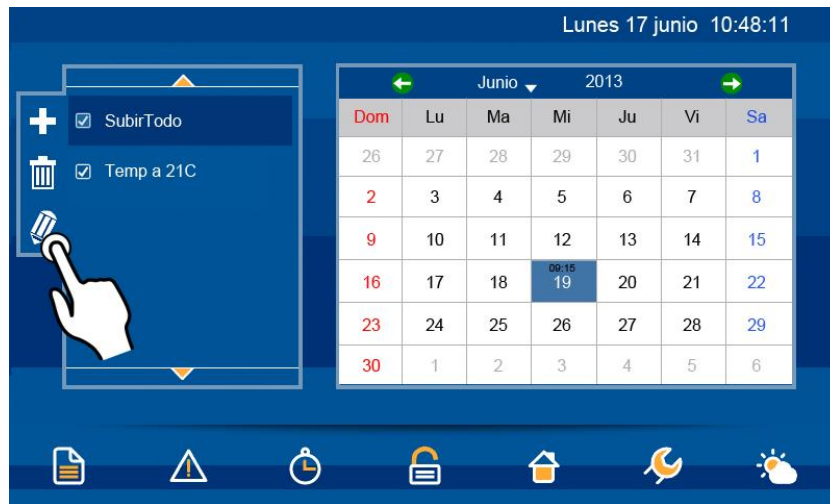 Lunes 17 junio 10:48:11
SubirTodo
Temp a 21C
Junio 2013
Dom Lu Ma Mi Ju Vi Sa
26 27 28 29 30 31 1
2 3 4 5 6 7 8
9 10 11 12 13 14 15
09:15
16 17 18 19 20 21 22
23 24 25 26 27 28 29
30 1 2 3 4 5 6